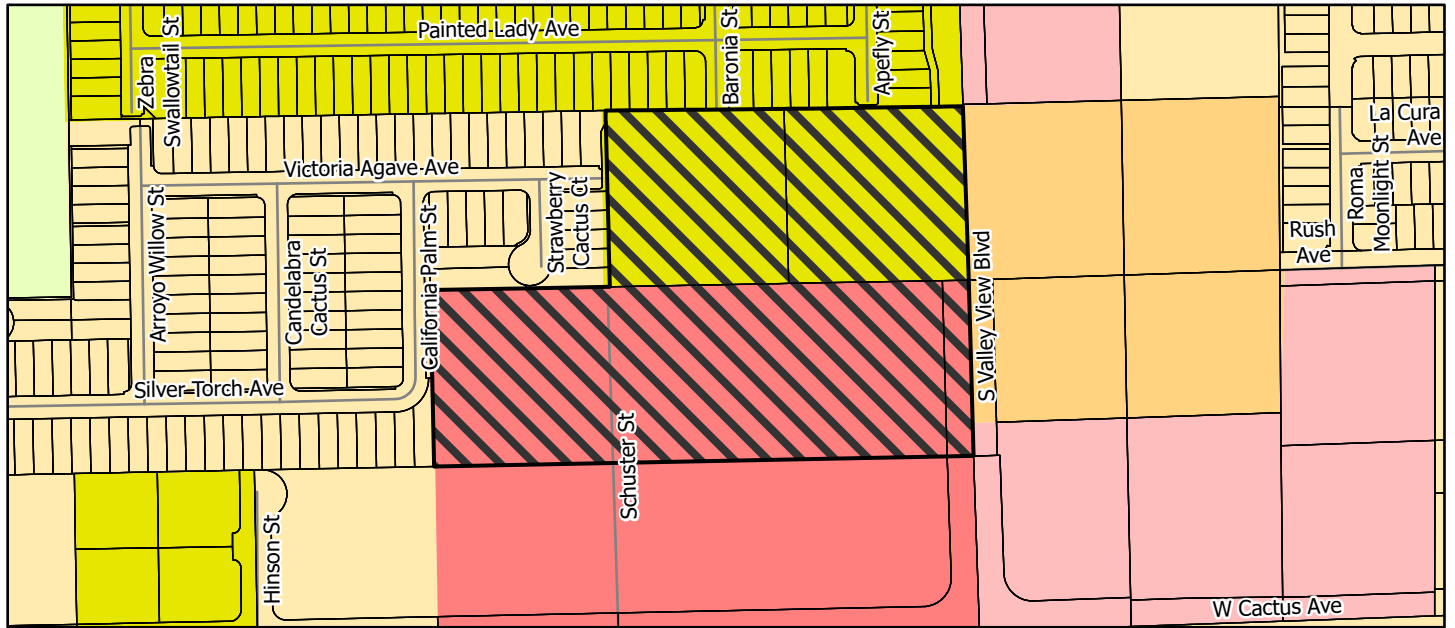 Painted Lady Ave
Zebra
Swallowtail St
Baronia St
Apefly St
La Cura
Ave
Victoria Agave Ave
Strawberry
Cactus Ct
Roma
Moonlight St
Arroyo Willow St
Candelabra
Cactus St
California Palm St
Rush
Ave
S Valley View Blvd
Silver Torch Ave
Schuster St
Hinson St
W Cactus Ave